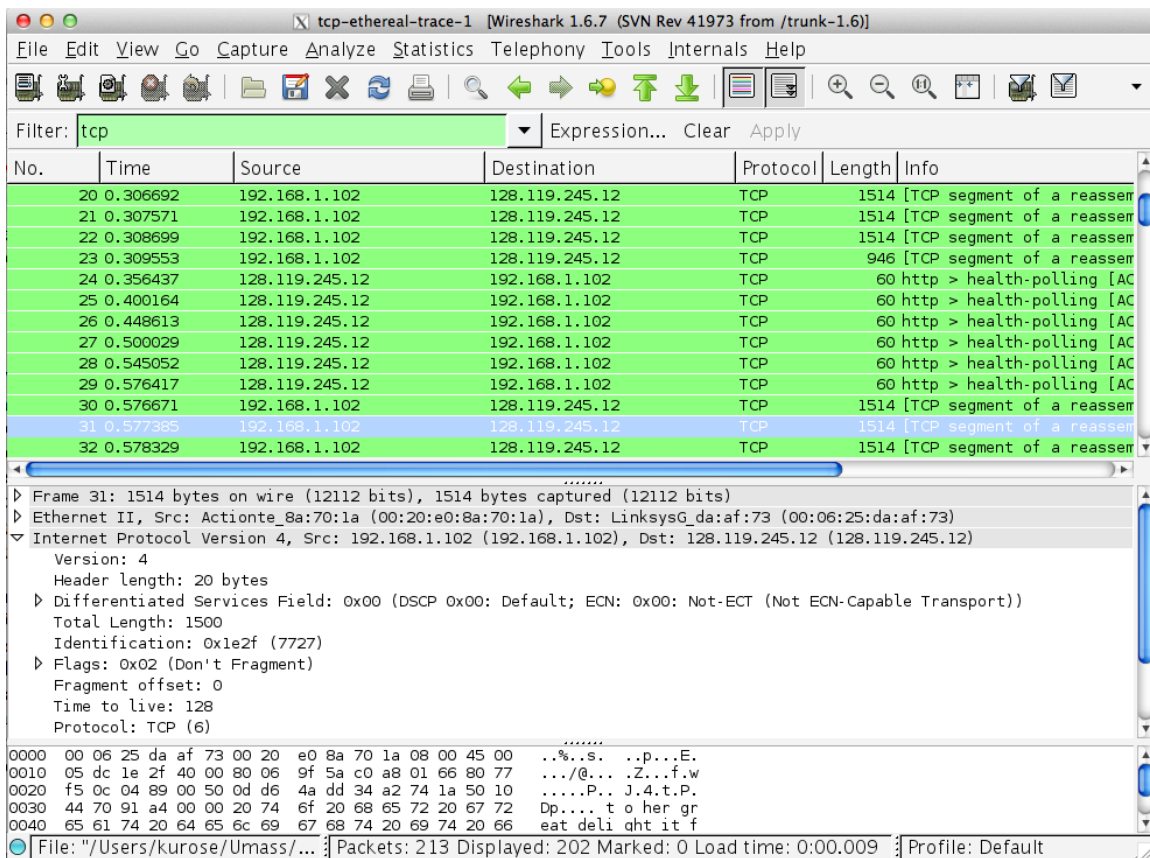 tcp-ethereal-trace-1 [Wireshark 1.6.7 (SVN Rev 41973 from /trunk-1.6)]
File Edit View Go Capture Analyze Statistics Telephony Tools Internals Help
Filter: tcp Expression... Clear Apply
No. Time Source Destination Protocol Length Info
20 0.306692 192.168.1.102 128.119.245.12 TCP 1514 [TCP segment of a reassem
21 0.307571 192.168.1.102 128.119.245.12 TCP 1514 [TCP segment of a reassem
22 0.308699 192.168.1.102 128.119.245.12 TCP 1514 [TCP segment of a reassem
23 0.309553 192.168.1.102 128.119.245.12 TCP 946 [TCP segment of a reassem
24 0.356437 128.119.245.12 192.168.1.102 TCP 60 http > health-polling [AC
25 0.400164 128.119.245.12 192.168.1.102 TCP 60 http > health-polling [AC
26 0.448613 128.119.245.12 192.168.1.102 TCP 60 http > health-polling [AC
27 0.500029 128.119.245.12 192.168.1.102 TCP 60 http > health-polling [AC
28 0.545052 128.119.245.12 192.168.1.102 TCP 60 http > health-polling [AC
29 0.576417 128.119.245.12 192.168.1.102 TCP 60 http > health-polling [AC
30 0.576671 192.168.1.102 128.119.245.12 TCP 1514 [TCP segment of a reassem
31 0.577385 192.168.1.102 128.119.245.12 TCP 1514 [TCP segment of a reassem
32 0.578329 192.168.1.102 128.119.245.12 TCP 1514 [TCP segment of a reassem
Frame 31: 1514 bytes on wire (12112 bits), 1514 bytes captured (12112 bits)
Ethernet II, Src: Actionte_8a:70:1a (00:20:e0:8a:70:1a), Dst: LinksysG_da:af:73 (00:06:25:da:af:73)
Internet Protocol Version 4, Src: 192.168.1.102 (192.168.1.102), Dst: 128.119.245.12 (128.119.245.12)
Version: 4
Header length: 20 bytes
Differentiated Services Field: 0x00 (DSCP 0x00: Default; ECN: 0x00: Not-ECT (Not ECN-Capable Transport))
Total Length: 1500
Identification: 0x1e2f (7727)
Flags: 0x02 (Don't Fragment)
Fragment offset: 0
Time to live: 128
Protocol: TCP (6)
0000 00 06 25 da af 73 00 20 e0 8a 70 1a 08 00 45 00 ..%..s. ..p...E.
0010 05 dc 1e 2f 40 00 80 06 9f 5a c0 a8 01 66 80 77 .../@... .Z...f.w
0020 f5 0c 04 89 00 50 0d d6 4a dd 34 a2 74 1a 50 10 .....P.. J.4.t.P.
0030 44 70 91 a4 00 00 20 74 6f 20 68 65 72 20 67 72 Dp.... t o her gr
0040 65 61 74 20 64 65 6c 69 67 68 74 20 69 74 20 66 eat deli ght it f
File: "/Users/kurose/Umass/... Packets: 213 Displayed: 202 Marked: 0 Load time: 0:00.009 Profile: Default